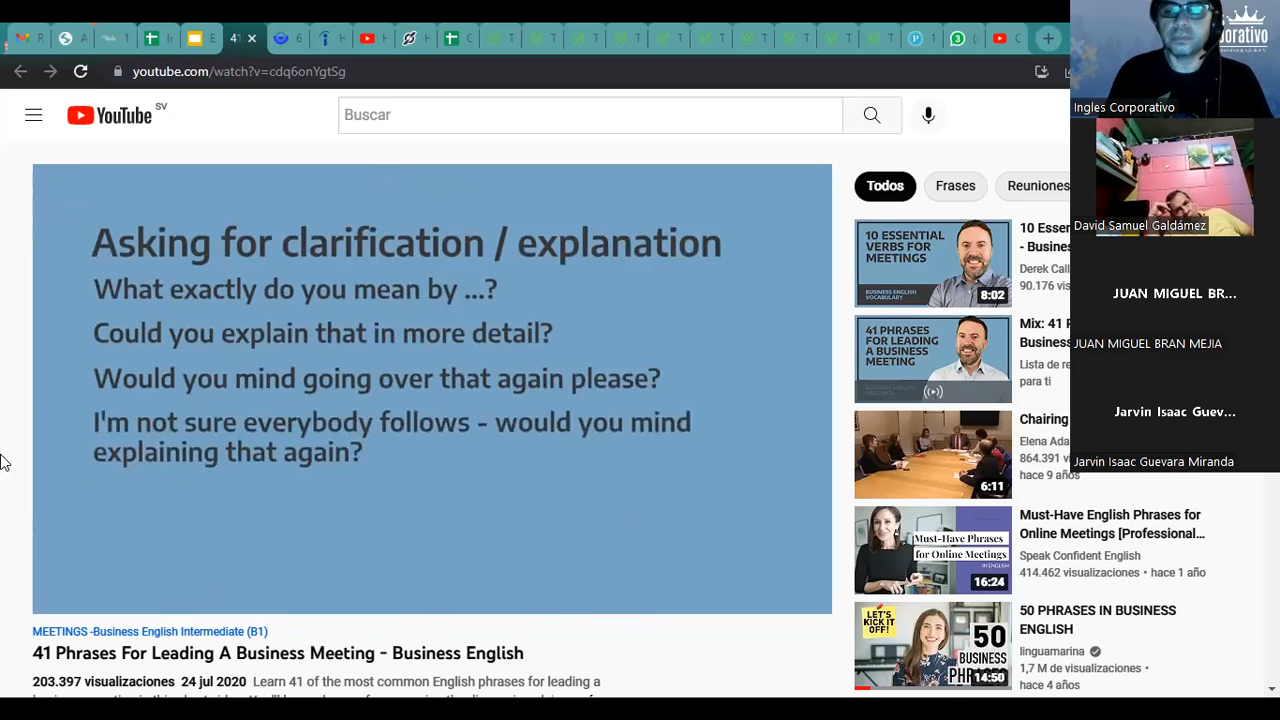 41
youtube.com/watch?v=cdq6onYgtSg
YouTube SV
Buscar
Asking for clarification / explanation
What exactly do you mean by ...?
Could you explain that in more detail?
Would you mind going over that again please?
I'm not sure everybody follows - would you mind
explaining that again?
MEETINGS -Business English Intermediate (B1)
41 Phrases For Leading A Business Meeting - Business English
203.397 visualizaciones 24 jul 2020 Learn 41 of the most common English phrases for leading a
Todos
Frases
Reuniones
10 ESSENTIAL
VERBS FOR
MEETINGS
BUSINESS ENGLISH
VOCABULARY
8:02
10 Essential
- Busin
Derek Call
90.176 vis
41 PHRASES
FOR LEADING
A BUSINESS
MEETING
Mix: 41 P
Business
Lista de re
para ti
6:11
Chairing
Elena Ada
864.391 vi
hace 9 años
Must-Have Phrases
for Online Meetings
IN ENGLISH
16:24
Must-Have English Phrases for
Online Meetings [Professional...
Speak Confident English
414.462 visualizaciones • hace 1 año
LET'S
KICK IT
OFF!
50
BUSINESS
PHRASES
14:50
50 PHRASES IN BUSINESS
ENGLISH
linguamarina
1,7 M de visualizaciones •
hace 4 años
orporativo
Ingles Corporativo
David Samuel Galdámez
JUAN MIGUEL BR...
JUAN MIGUEL BRAN MEJIA
Jarvin Isaac Guev...
Jarvin Isaac Guevara Miranda